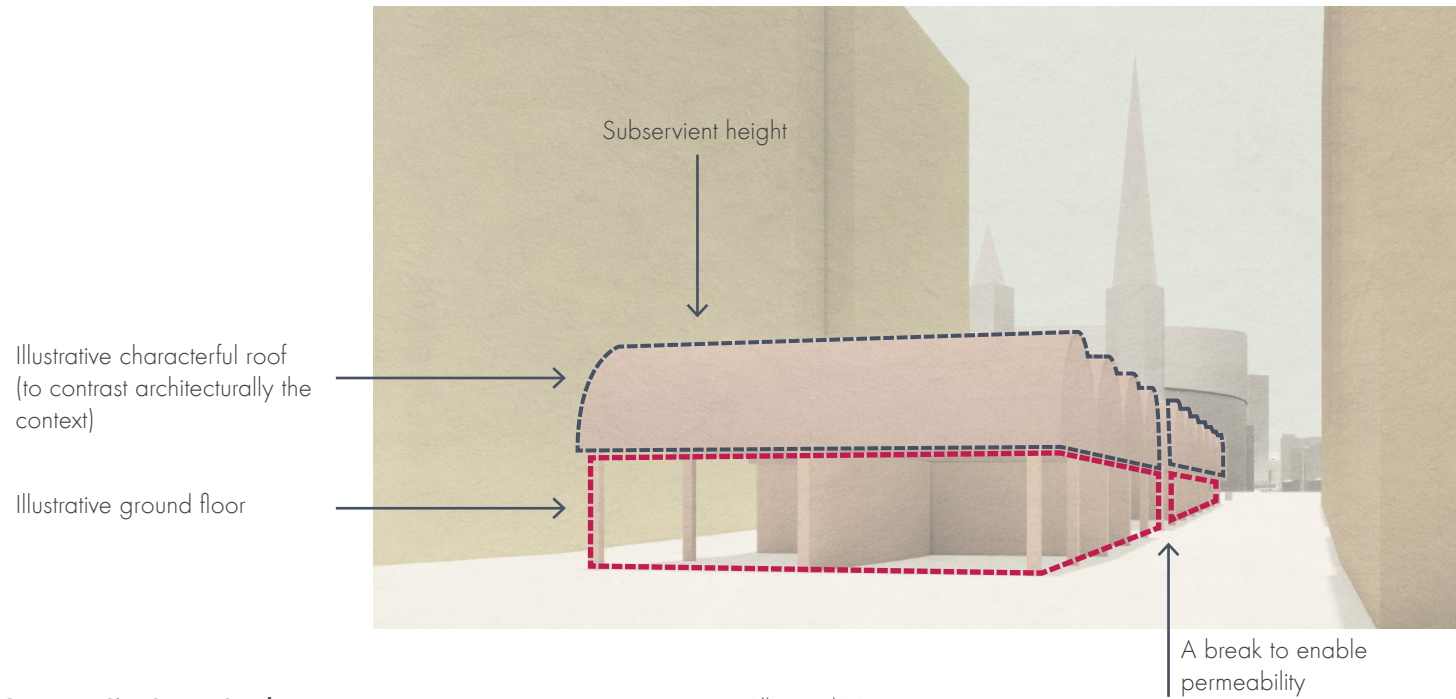 Subservient height
Illustrative characterful roof
(to contrast architecturally the
context)
Illustrative ground floor
A break to enable
permeability